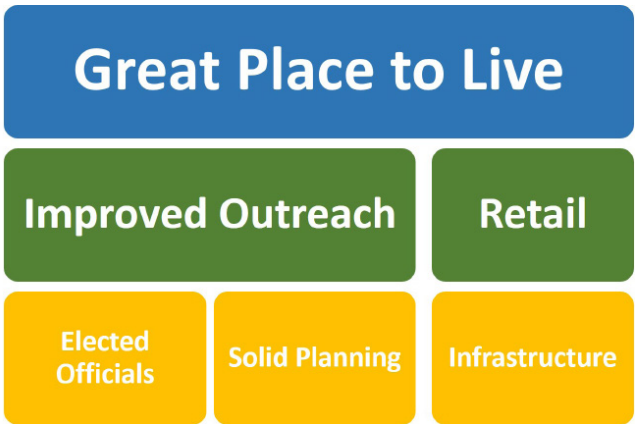 Great Place to Live
Improved Outreach
Retail
Elected
Officials
Solid Planning
Infrastructure